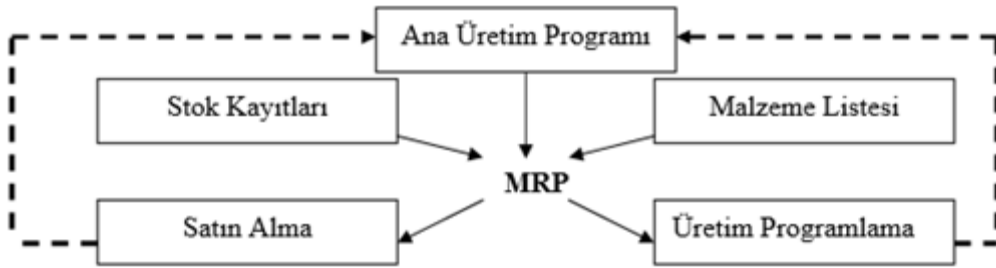 Ana Üretim Programı
Stok Kayıtları
Malzeme Listesi
MRP
Satın Alma
Üretim Programlama